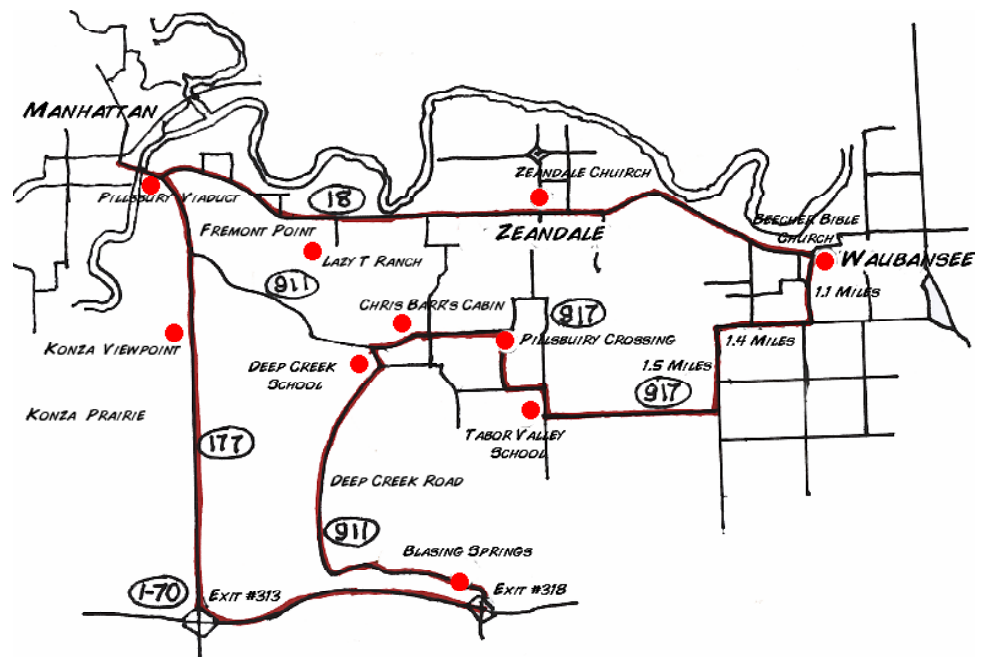 Manhattan
Zeandale Chuirch
Pillsbury Viaduct
18
Fremont Point
Zeandale
Beecher Bible
Church
Lazy T Ranch
Waubansee
911
1.1 Miles
Chris Barr's Cabin
917
Konza Viewpoint
Pillsbuiry Crossing
1.4 Miles
Deep Creek
School
1.5 Miles
917
Konza Prairie
Tabor Valley
School
177
Deep Creek Road
911
Blasing Springs
I-70
Exit #313
Exit #318